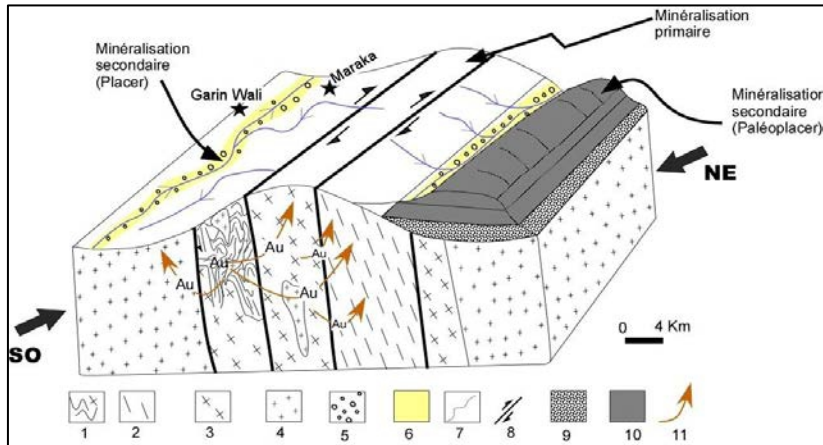 Minéralisation
secondaire
(Placer)
Garin Wali
Maraka
Minéralisation
primaire
Minéralisation
secondaire
(Paléoplacer)
NE
Au
Au
Au
Au
Au
Au
SO
0 4 Km
1 2 3 4 5 6 7 8 9 10 11